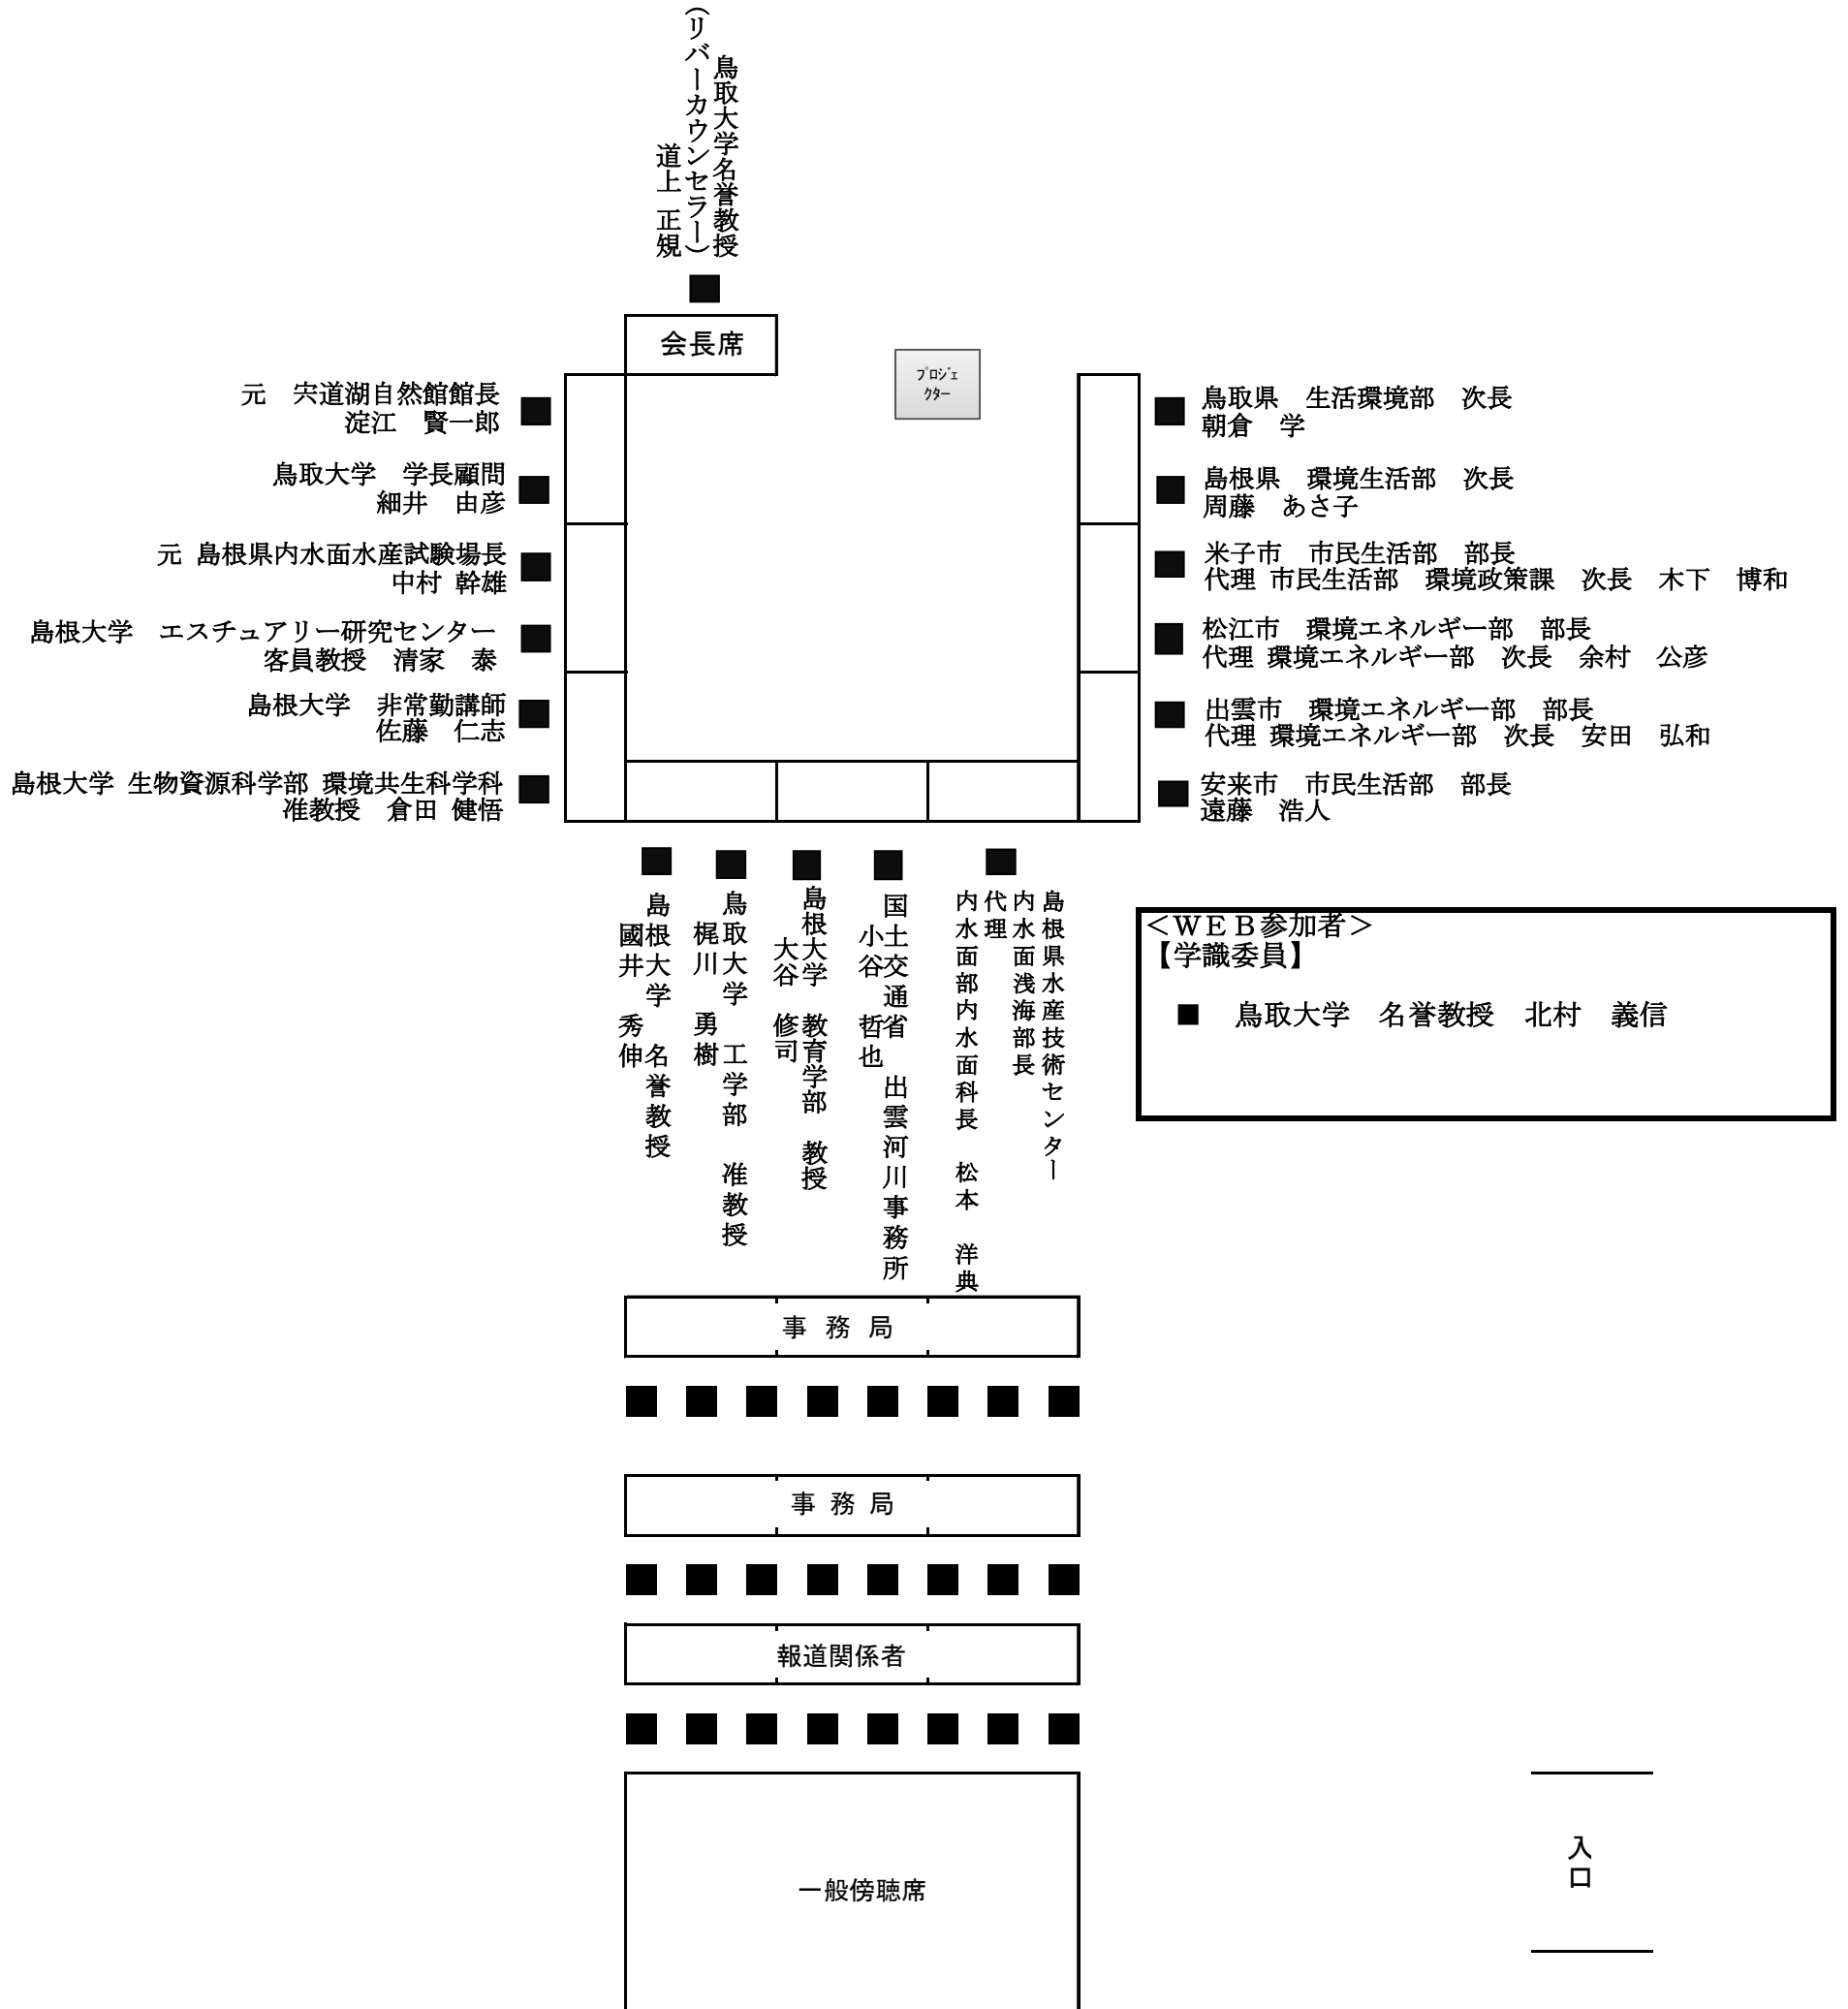 鳥取大学名誉教授
(リバーカウンセラー)
道上 正規
会長席
ﾌﾟﾛｼﾞｪ
ｸﾀｰ
元　宍道湖自然館館長
淀江　賢一郎
鳥取大学　学長顧問
細井　由彦
元 島根県内水面水産試験場長
中村 幹雄
島根大学　エスチュアリー研究センター
客員教授　清家　泰
島根大学　非常勤講師
佐藤　仁志
島根大学 生物資源科学部 環境共生科学科
准教授　倉田 健悟
鳥取県　生活環境部　次長
朝倉　学
島根県　環境生活部　次長
周藤　あさ子
米子市　市民生活部　部長
代理 市民生活部　環境政策課　次長　木下　博和
松江市　環境エネルギー部　部長
代理 環境エネルギー部　次長　余村　公彦
出雲市　環境エネルギー部　部長
代理 環境エネルギー部　次長　安田　弘和
安来市　市民生活部　部長
遠藤　浩人
島根大学　名誉教授
國井　秀伸
鳥取大学　工学部　准教授
梶川　勇樹
島根大学　教育学部　教授
大谷　修司
国土交通省　出雲河川事務所
小谷　哲也
島根県水産技術センター
内水面浅海部長
代理
内水面部内水面科長　松本　洋典
＜ＷＥＢ参加者＞
【学識委員】
■　鳥取大学　名誉教授　北村　義信
事 務 局
事 務 局
報道関係者
一般傍聴席
入口